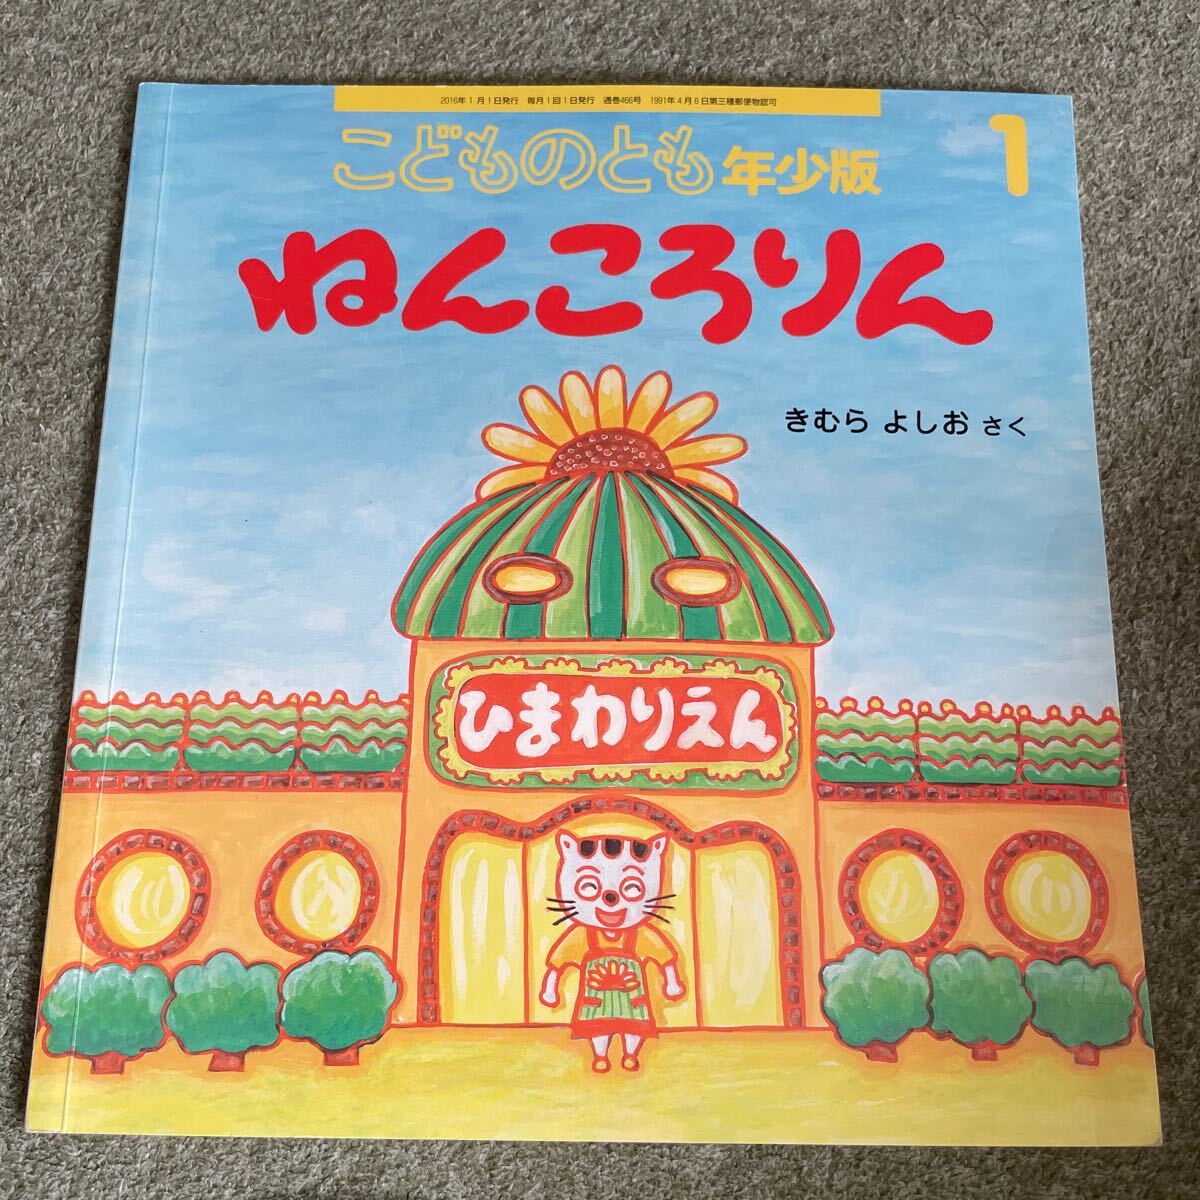 2016年1月1日発行 毎月1回1日発行 通巻466号 1991年4月6日第三種郵便物認可
こどものとも年少版 1
ねんころりん
きむら よしお さく
ひまわりえん